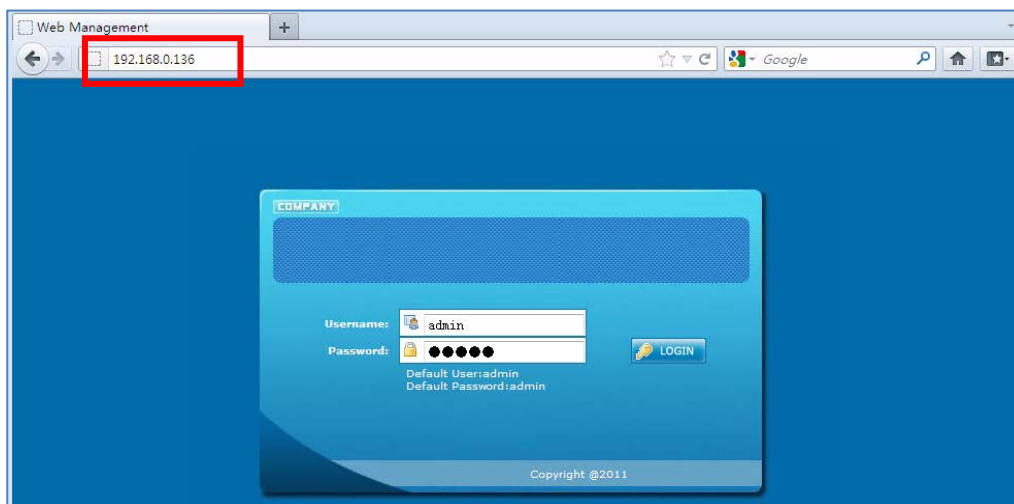 Web Management
+
192.168.0.136
Google
COMPANY
Username: admin
Password: ●●●●●
LOGIN
Default User:admin
Default Password:admin
Copyright @2011